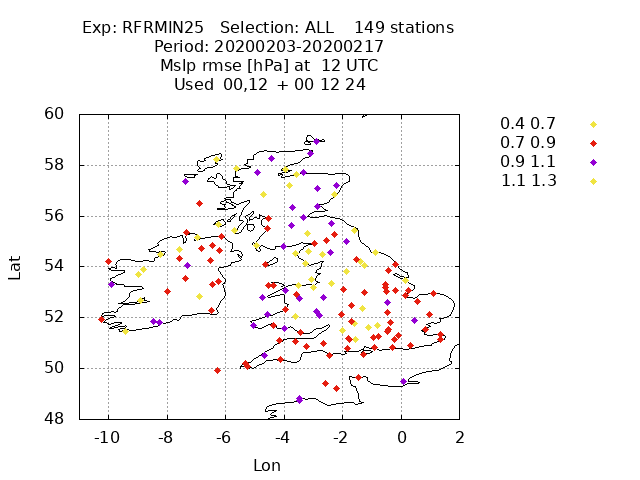 Exp: RFRMIN25 Selection: ALL 149 stations
Period: 20200203-20200217
Mslp rmse [hPa] at 12 UTC
Used 00,12 + 00 12 24
60
58
56
54
52
50
48
Lat
-10 -8 -6 -4 -2 0 2
Lon
0.4 0.7
0.7 0.9
0.9 1.1
1.1 1.3